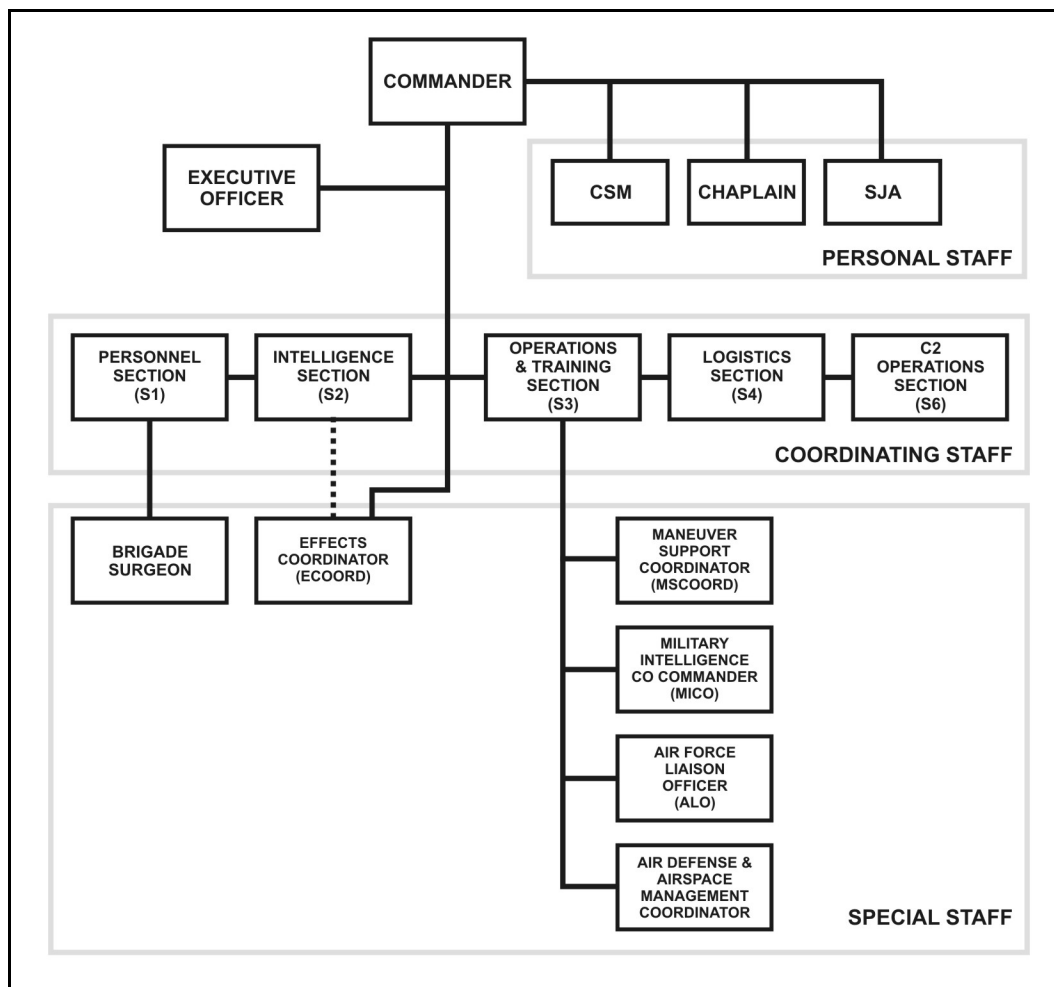 COMMANDER
EXECUTIVE
OFFICER
CSM
CHAPLAIN
SJA
PERSONAL STAFF
PERSONNEL
SECTION
(S1)
INTELLIGENCE
SECTION
(S2)
OPERATIONS
& TRAINING
SECTION
(S3)
LOGISTICS
SECTION
(S4)
C2
OPERATIONS
SECTION
(S6)
COORDINATING STAFF
BRIGADE
SURGEON
EFFECTS
COORDINATOR
(ECOORD)
MANEUVER
SUPPORT
COORDINATOR
(MSCOORD)
MILITARY
INTELLIGENCE
CO COMMANDER
(MICO)
AIR FORCE
LIAISON
OFFICER
(ALO)
AIR DEFENSE &
AIRSPACE
MANAGEMENT
COORDINATOR
SPECIAL STAFF